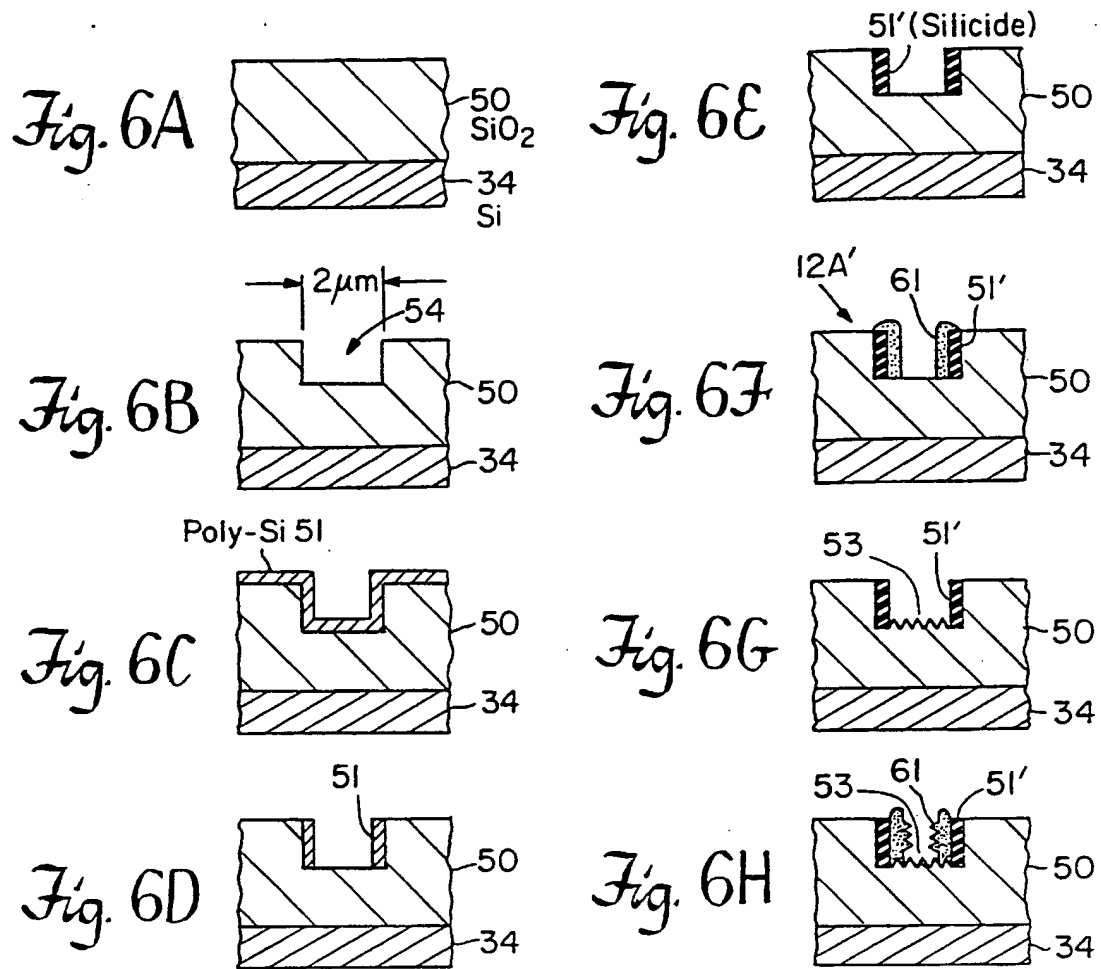 Fig. 6A
50
SiO2
34
Si
Fig. 6B
2μm
54
50
34
Fig. 6C
Poly-Si 51
50
34
Fig. 6D
51
50
34
Fig. 6E
51' (Silicide)
50
34
Fig. 6F
12A'
61
51'
50
34
Fig. 6G
53
51'
50
34
Fig. 6H
53
61
51'
50
34